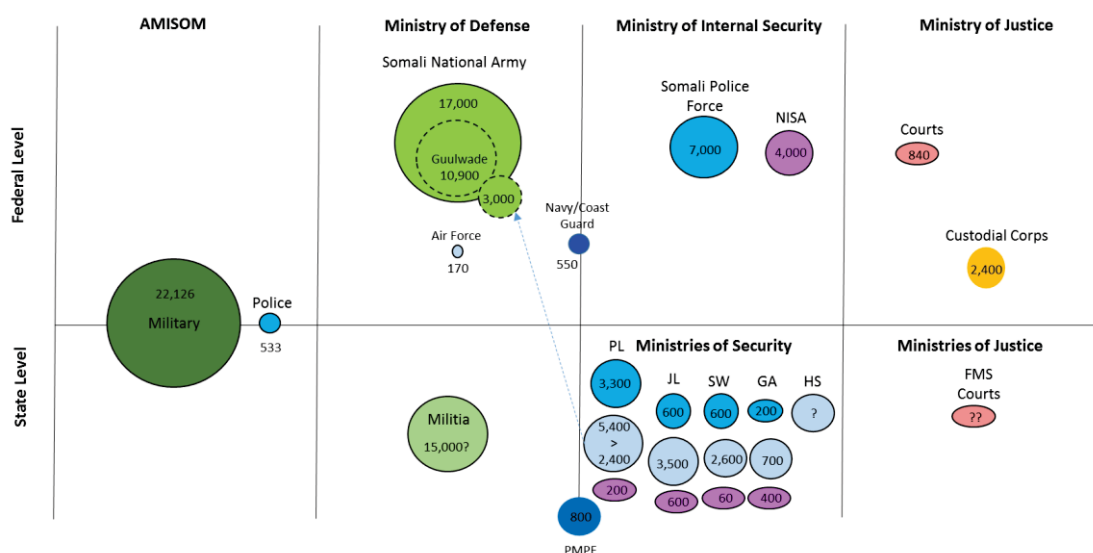 AMISOM
Ministry of Defense
Ministry of Internal Security
Ministry of Justice
Federal Level
Somali National Army
17,000
Guulwade
10,900
3,000
Air Force
170
Navy/Coast
Guard
550
Somali Police
Force
7,000
NISA
4,000
Courts
840
Custodial Corps
2,400
22,126
Military
Police
533
State Level
Militia
15,000?
Ministries of Security
PL
JL
SW
GA
HS
3,300
600
600
200
?
5,400
>
2,400
3,500
2,600
700
200
600
60
400
800
PMPF
Ministries of Justice
FMS
Courts
??